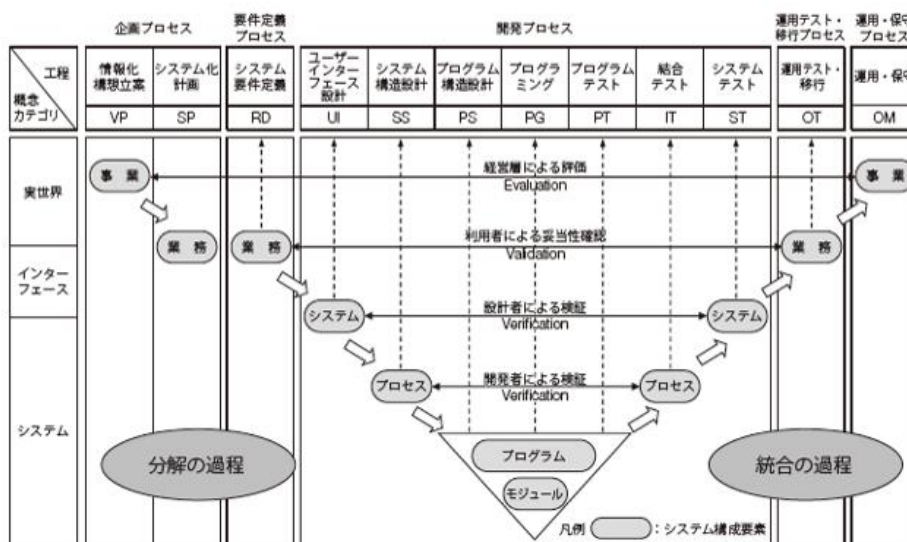 企画プロセス
要件定義
プロセス
開発プロセス
運用テスト・
移行プロセス
運用・保守
プロセス
工程
概念
カテゴリ
情報化
構想立案
システム化
計画
システム
要件定義
ユーザー
インター
フェース
設計
システム
構造設計
プログラム
構造設計
プログラ
ミング
プログラム
テスト
結合
テスト
システム
テスト
運用テスト・
移行
運用・保守
VP
SP
RD
UI
SS
PS
PG
PT
IT
ST
OT
OM
実世界
事業
経営層による評価
Evaluation
事業
業務
業務
利用者による妥当性確認
Validation
業務
インター
フェース
システム
設計者による検証
Verification
システム
プロセス
開発者による検証
Verification
プロセス
システム
分解の過程
プログラム
統合の過程
モジュール
凡例
:システム構成要素